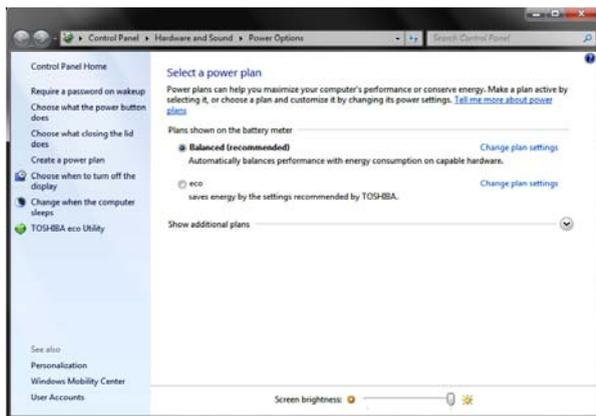 Control Panel ▸ Hardware and Sound ▸ Power Options
Search Control Panel
Control Panel Home
Require a password on wakeup
Choose what the power button
does
Choose what closing the lid
does
Create a power plan
Choose when to turn off the
display
Change when the computer
sleeps
TOSHIBA eco Utility
See also
Personalization
Windows Mobility Center
User Accounts
Select a power plan
Power plans can help you maximize your computer's performance or conserve energy. Make a plan active by
selecting it, or choose a plan and customize it by changing its power settings. Tell me more about power
plans
Plans shown on the battery meter
Balanced (recommended) Change plan settings
Automatically balances performance with energy consumption on capable hardware.
eco Change plan settings
saves energy by the settings recommended by TOSHIBA.
Show additional plans
Screen brightness: